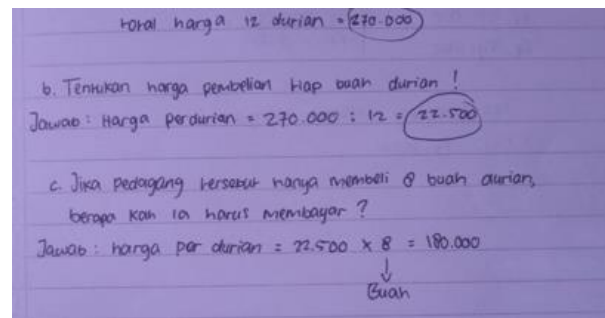 total harga 12 durian = 270.000
b. Tentukan harga pembelian tiap buah durian !
Jawab : Harga perdurian = 270.000 : 12 = 22.500
c. Jika pedagang tersebut hanya membeli 8 buah durian,
berapa kah ia harus membayar ?
Jawab : harga per durian = 22.500 × 8 = 180.000
↓
Buah